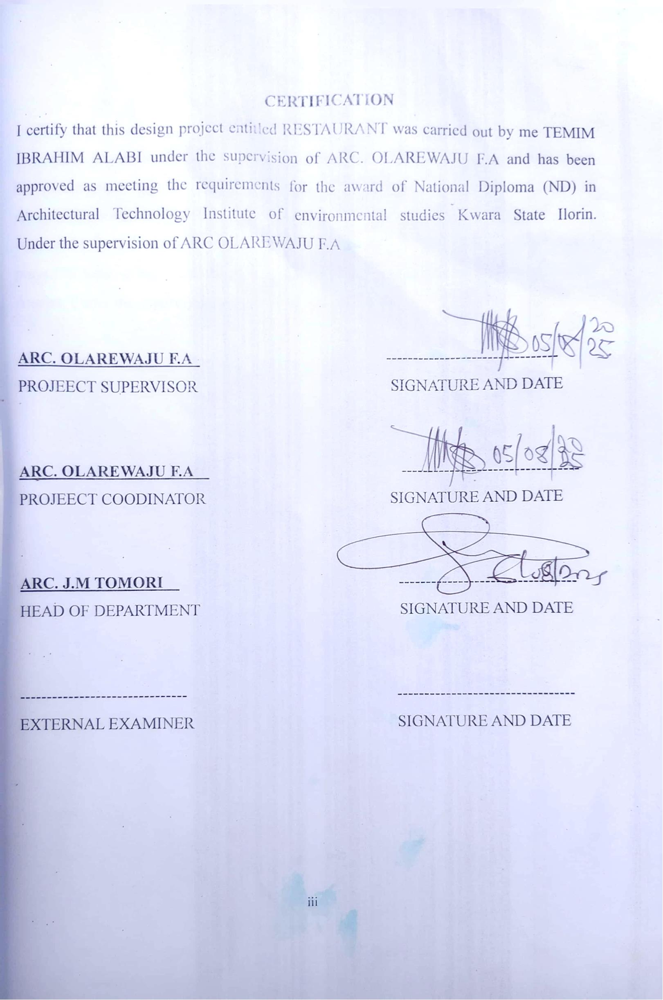 CERTIFICATION
I certify that this design project entitled RESTAURANT was carried out by me TEMIM
IBRAHIM ALABI under the supervision of ARC. OLAREWAJU F.A and has been
approved as meeting the requirements for the award of National Diploma (ND) in
Architectural Technology Institute of environmental studies Kwara State Ilorin.
Under the supervision of ARC OLAREWAJU F.A
05/08/2025
ARC. OLAREWAJU F.A
PROJEECT SUPERVISOR
SIGNATURE AND DATE
05/08/2025
ARC. OLAREWAJU F.A
PROJEECT COODINATOR
SIGNATURE AND DATE
08/2025
ARC. J.M TOMORI
HEAD OF DEPARTMENT
SIGNATURE AND DATE
EXTERNAL EXAMINER
SIGNATURE AND DATE
iii